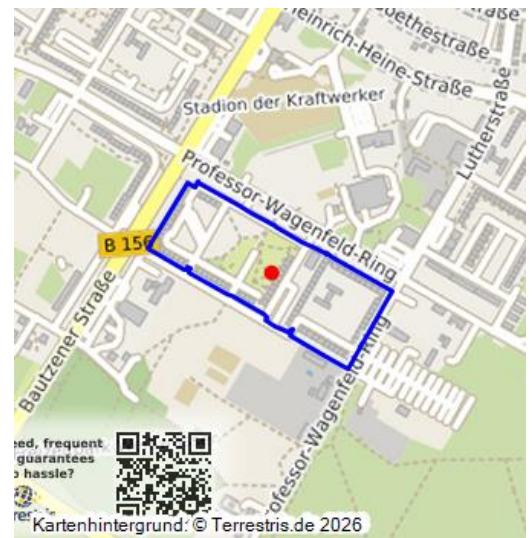 Goethestraße
Heinrich-Heine-Straße
Stadion der Kraftwerker
Lutherstraße
Professor-Wagenfeld-Ring
B 156
Bautzener Straße
Professor-Wagenfeld-Ring
eed, frequent
guarantees
hassle?
Kartenhintergrund: © Terrestris.de 2026